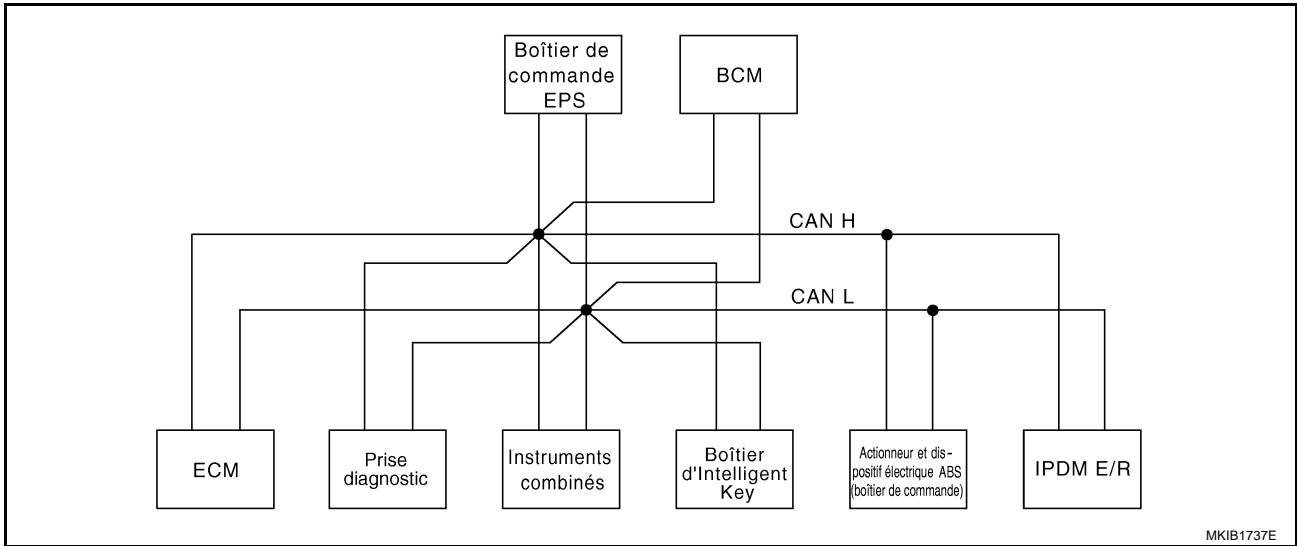 Boîtier de
commande
EPS
BCM
CAN H
CAN L
ECM
Prise
diagnostic
Instruments
combinés
Boîtier
d'Intelligent
Key
Actionneur et dis-
positif électrique ABS
(boîtier de commande)
IPDM E/R
MKIB1737E